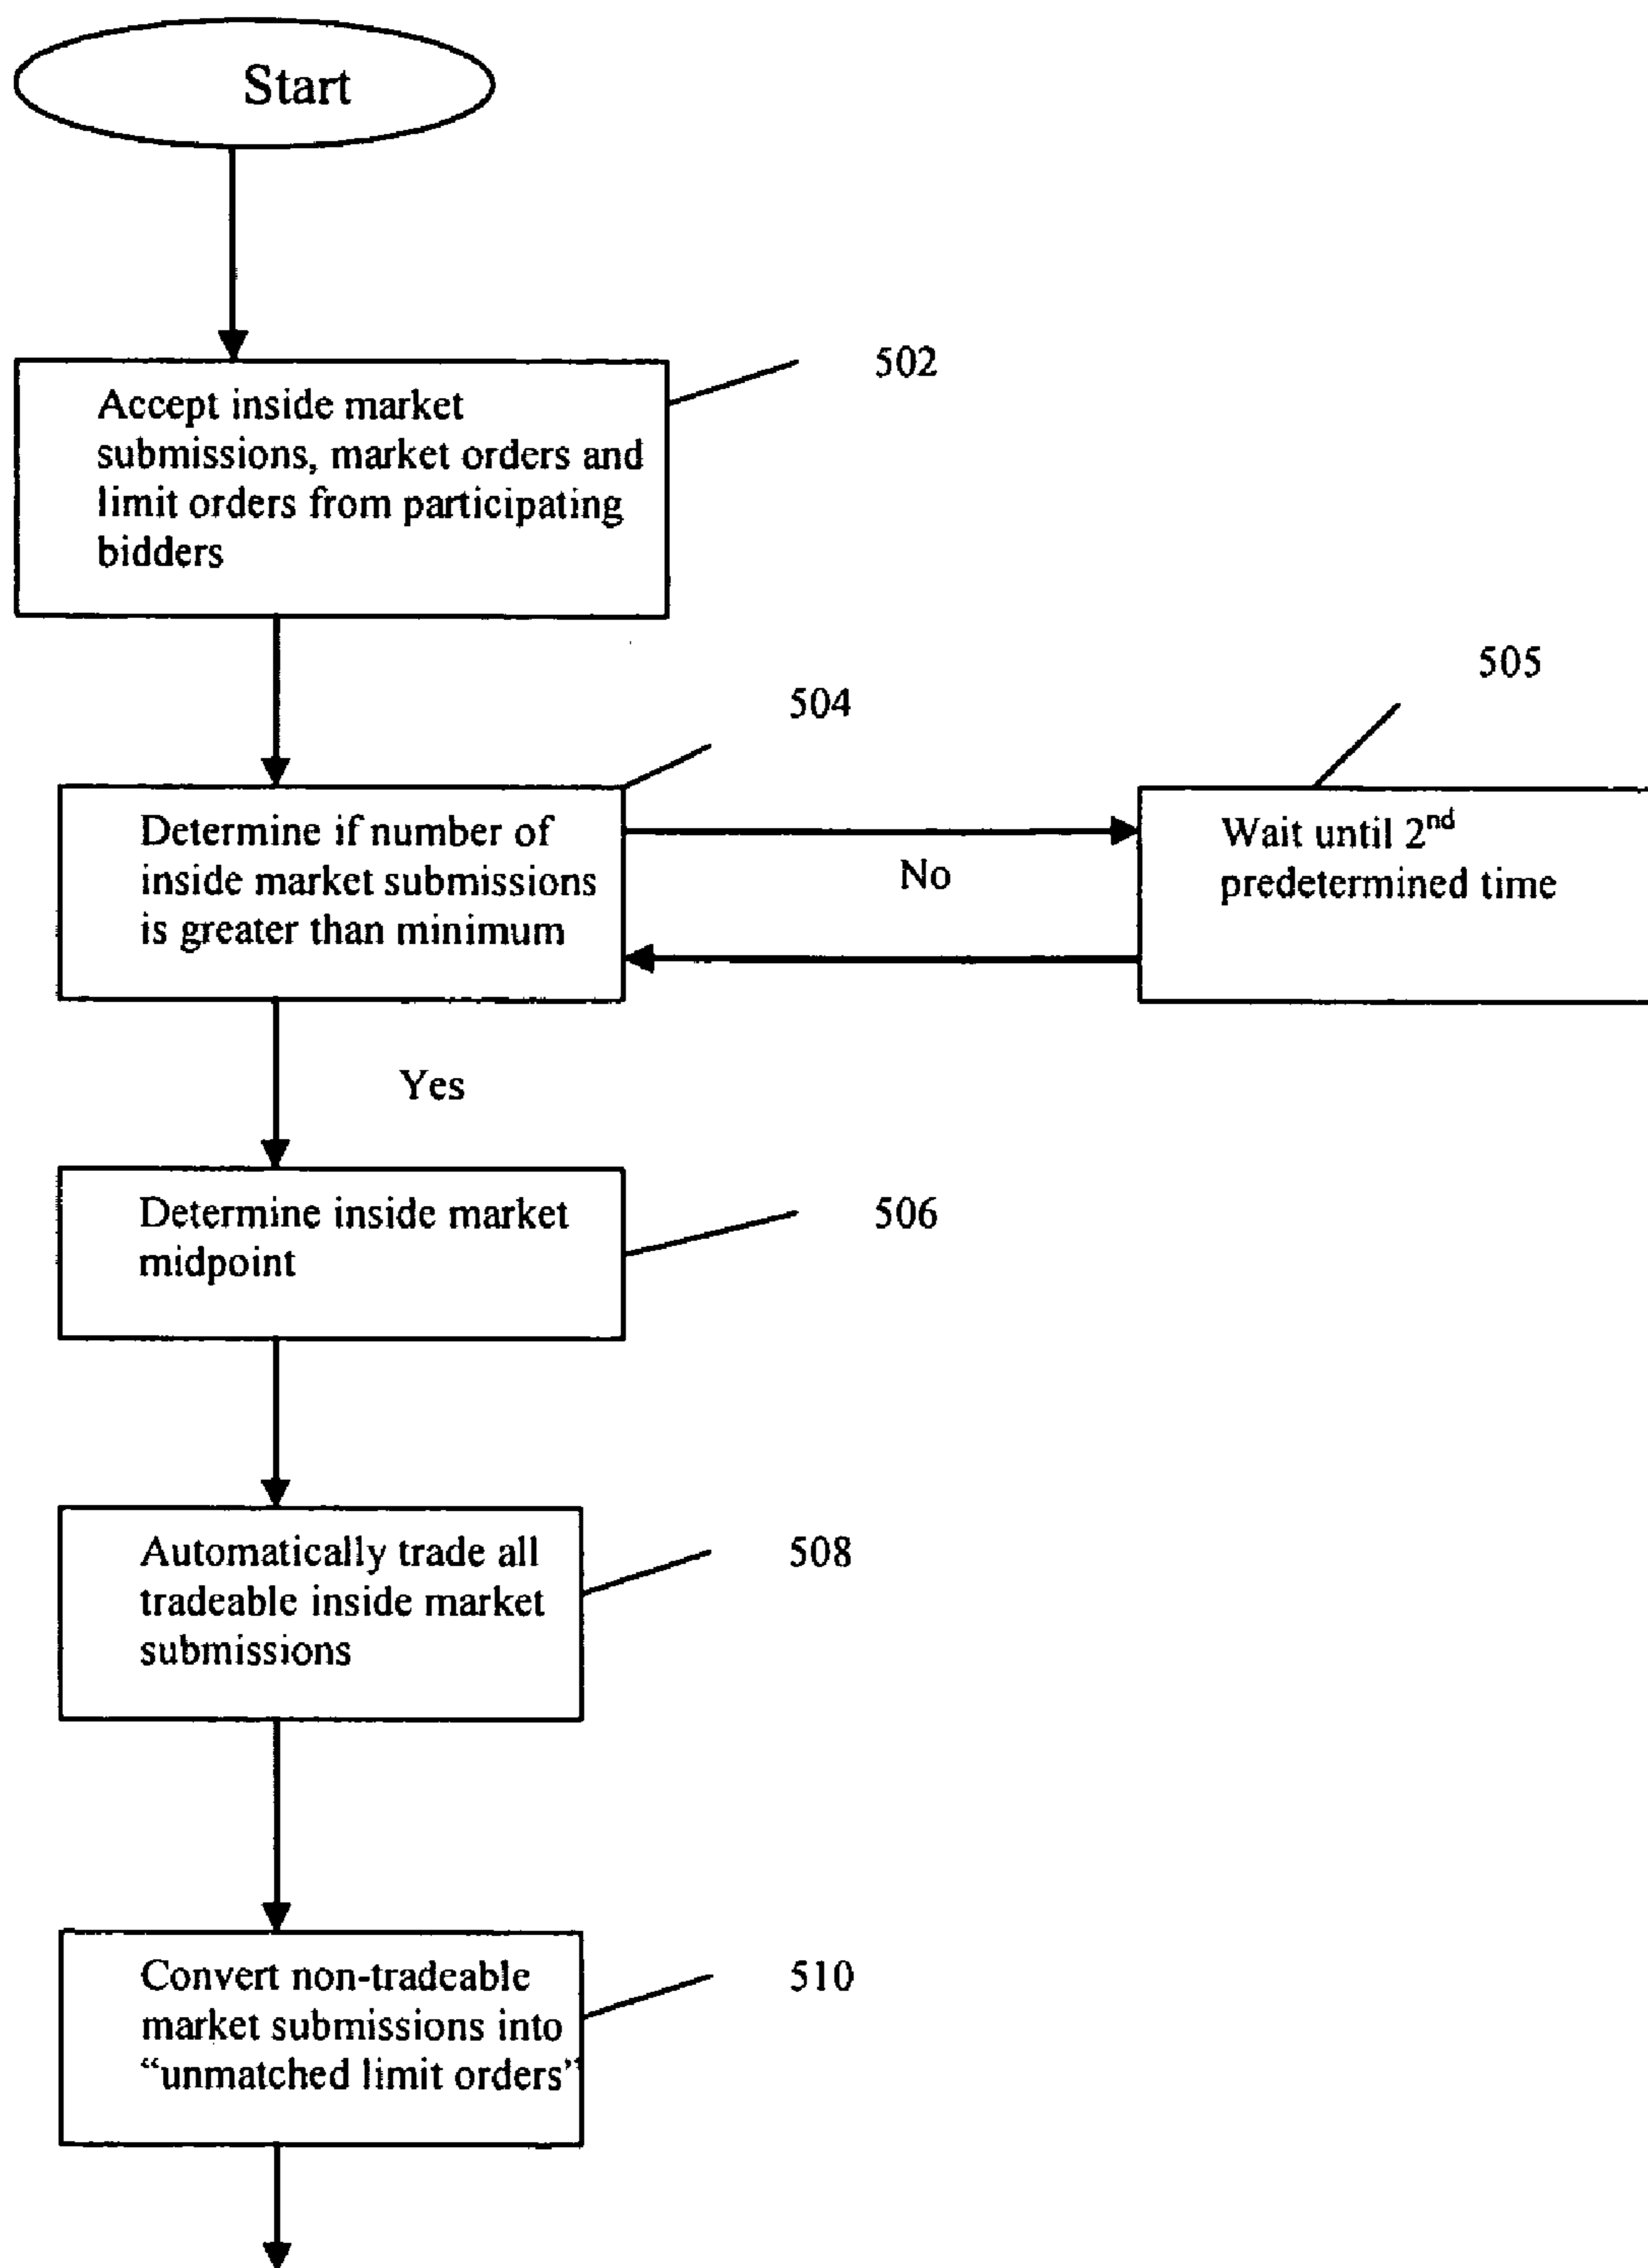 Start
502
Accept inside market
submissions, market orders and
limit orders from participating
bidders
505
504
Determine if number of
inside market submissions
is greater than minimum
No
Wait until 2nd
predetermined time
Yes
Determine inside market
midpoint
506
Automatically trade all
tradeable inside market
submissions
508
Convert non-tradeable
market submissions into
“unmatched limit orders”
510